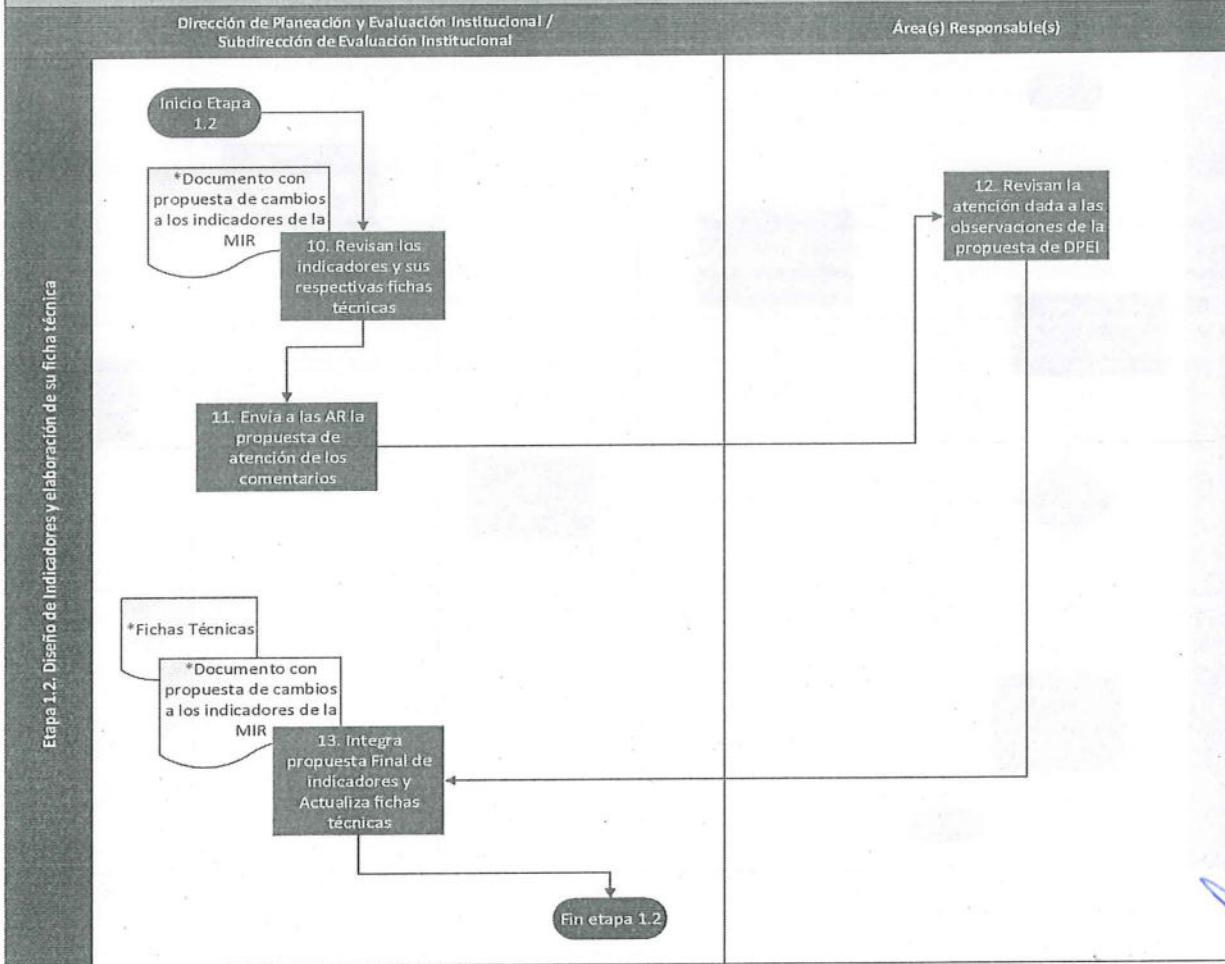 Dirección de Planeación y Evaluación Institucional /
Subdirección de Evaluación Institucional
Área(s) Responsable(s)
Etapa 1.2. Diseño de Indicadores y elaboración de su ficha técnica
Inicio Etapa
1.2
*Documento con
propuesta de cambios
a los indicadores de la
MIR
10. Revisan los
indicadores y sus
respectivas fichas
técnicas
12. Revisan la
atención dada a las
observaciones de la
propuesta de DPEI
11. Envía a las AR la
propuesta de
atención de los
comentarios
*Fichas Técnicas
*Documento con
propuesta de cambios
a los indicadores de la
MIR
13. Integra
propuesta Final de
indicadores y
Actualiza fichas
técnicas
Fin etapa 1.2